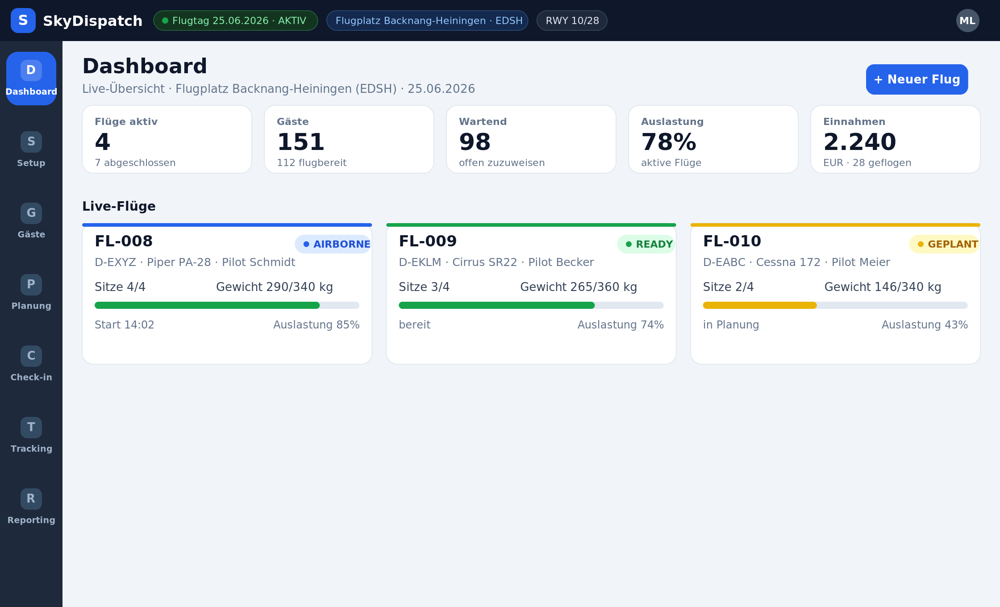 S SkyDispatch Flugtag 25.06.2026 · AKTIV Flugplatz Backnang-Heiningen · EDSH RWY 10/28 ML
D
Dashboard
S
Setup
G
Gäste
P
Planung
C
Check-in
T
Tracking
R
Reporting
Dashboard
Live-Übersicht · Flugplatz Backnang-Heiningen (EDSH) · 25.06.2026
+ Neuer Flug
Flüge aktiv
4
7 abgeschlossen
Gäste
151
112 flugbereit
Wartend
98
offen zuzuweisen
Auslastung
78%
aktive Flüge
Einnahmen
2.240
EUR · 28 geflogen
Live-Flüge
FL-008 AIRBORNE
D-EXYZ · Piper PA-28 · Pilot Schmidt
Sitze 4/4 Gewicht 290/340 kg
Start 14:02 Auslastung 85%
FL-009 READY
D-EKLM · Cirrus SR22 · Pilot Becker
Sitze 3/4 Gewicht 265/360 kg
bereit Auslastung 74%
FL-010 GEPLANT
D-EABC · Cessna 172 · Pilot Meier
Sitze 2/4 Gewicht 146/340 kg
in Planung Auslastung 43%